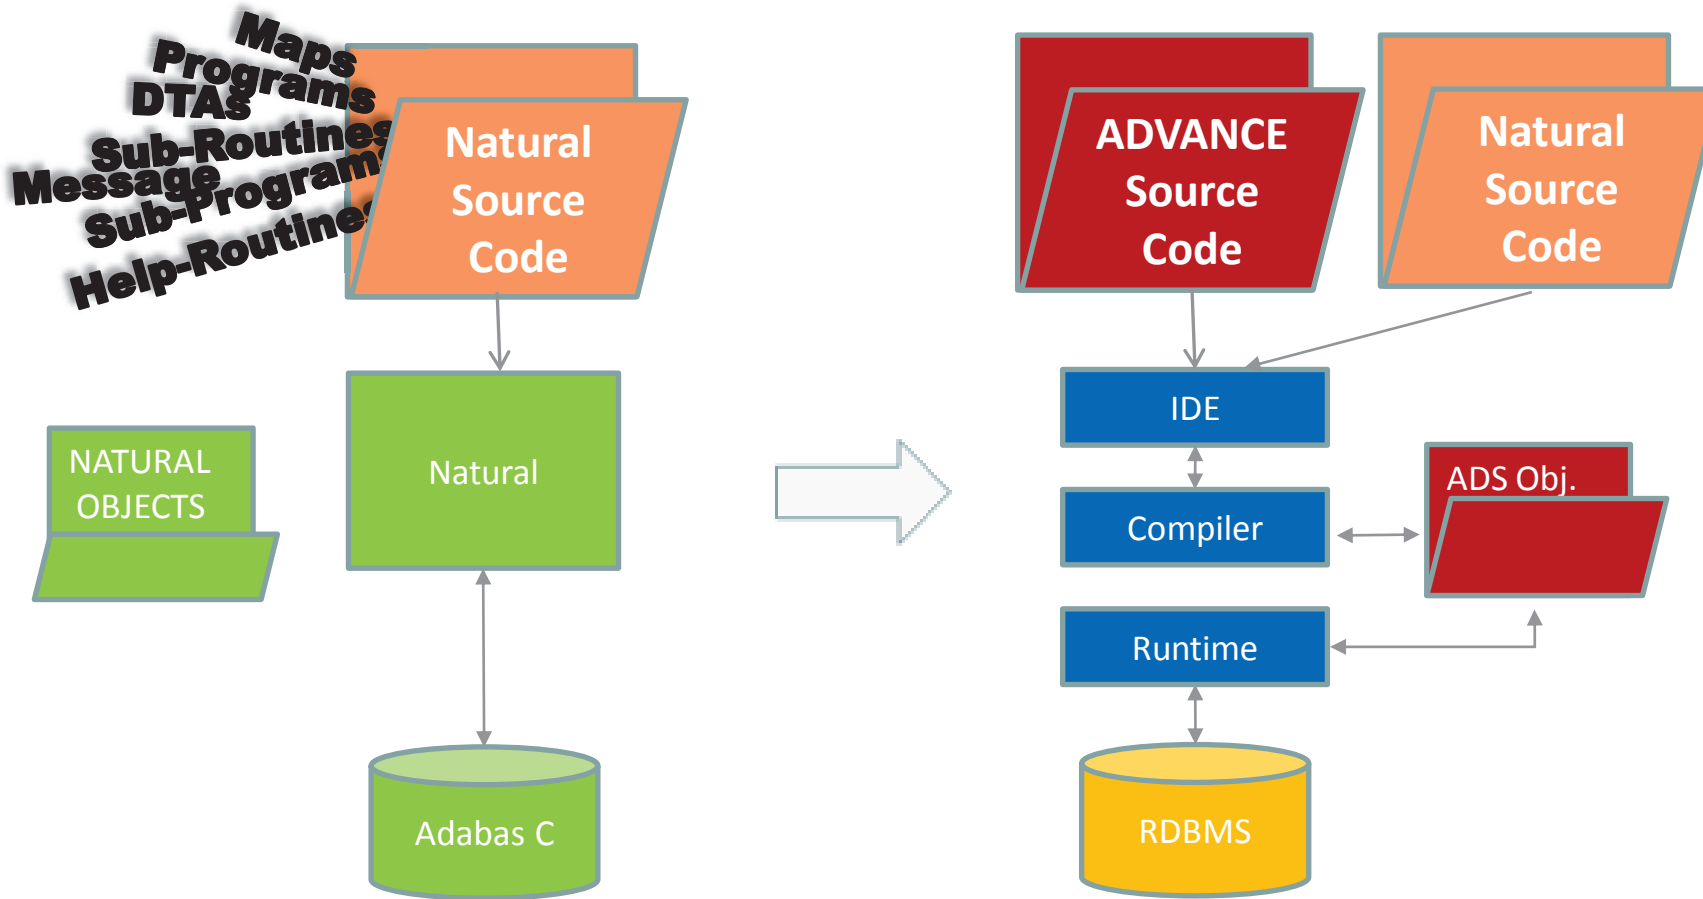 Maps
Programs
DTAs
Sub-Routines
Message
Sub-Programs
Help-Routines
Natural
Source
Code
NATURAL
OBJECTS
Natural
Adabas C
ADVANCE
Source
Code
Natural
Source
Code
IDE
Compiler
ADS Obj.
Runtime
RDBMS